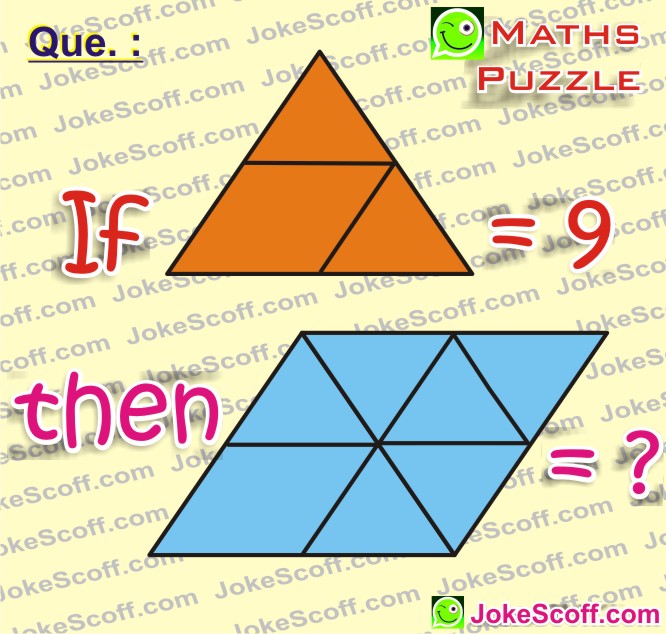 Que. :
MATHS
PUZZLE
If
= 9
then
= ?
JokeScoff.com